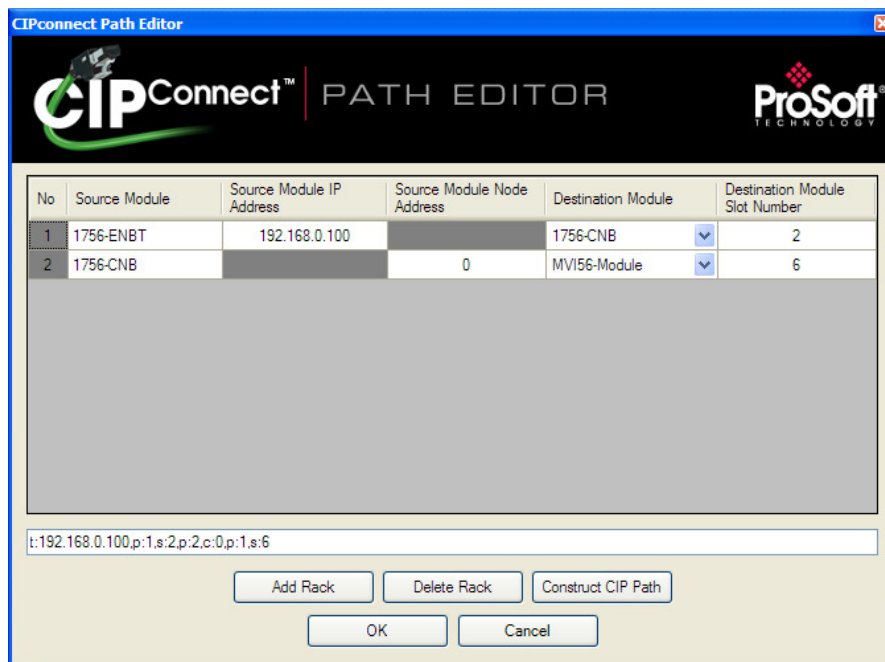 CIPconnect Path Editor
CIPConnect™ PATH EDITOR
ProSoft®
TECHNOLOGY
No Source Module Source Module IP Address Source Module Node Address Destination Module Destination Module Slot Number
1 1756-ENBT 192.168.0.100 1756-CNB 2
2 1756-CNB 0 MVI56-Module 6
t:192.168.0.100,p:1,s:2,p:2,c:0,p:1,s:6
Add Rack Delete Rack Construct CIP Path
OK Cancel